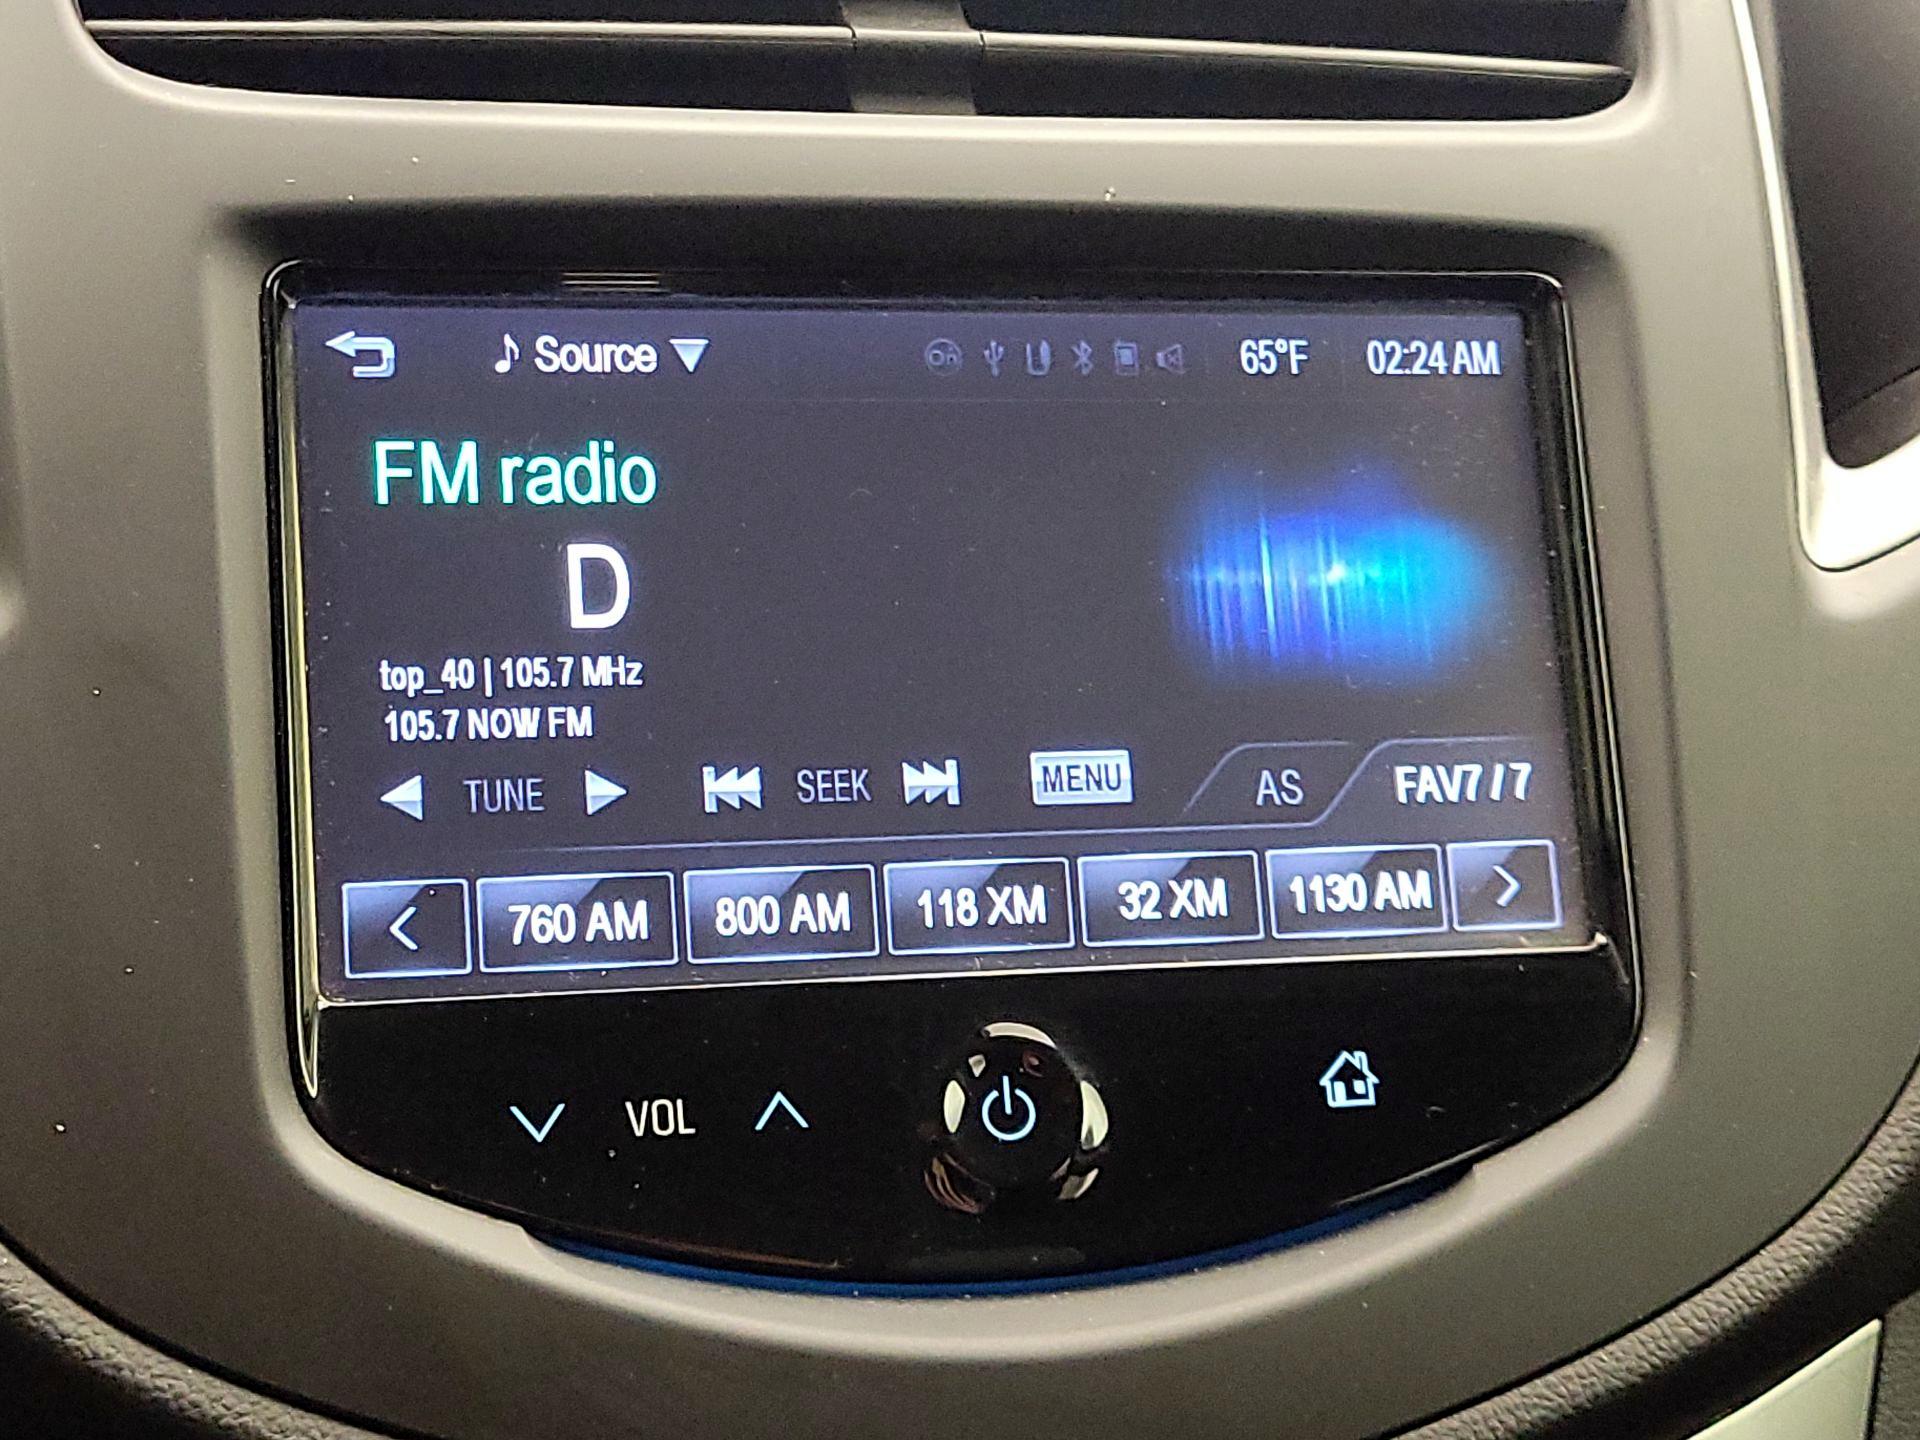 Source 65°F 02:24 AM
FM radio
D
top_40 | 105.7 MHz
105.7 NOW FM
TUNE SEEK MENU AS FAV7 / 7
< 760 AM 800 AM 118 XM 32 XM 1130 AM >
VOL